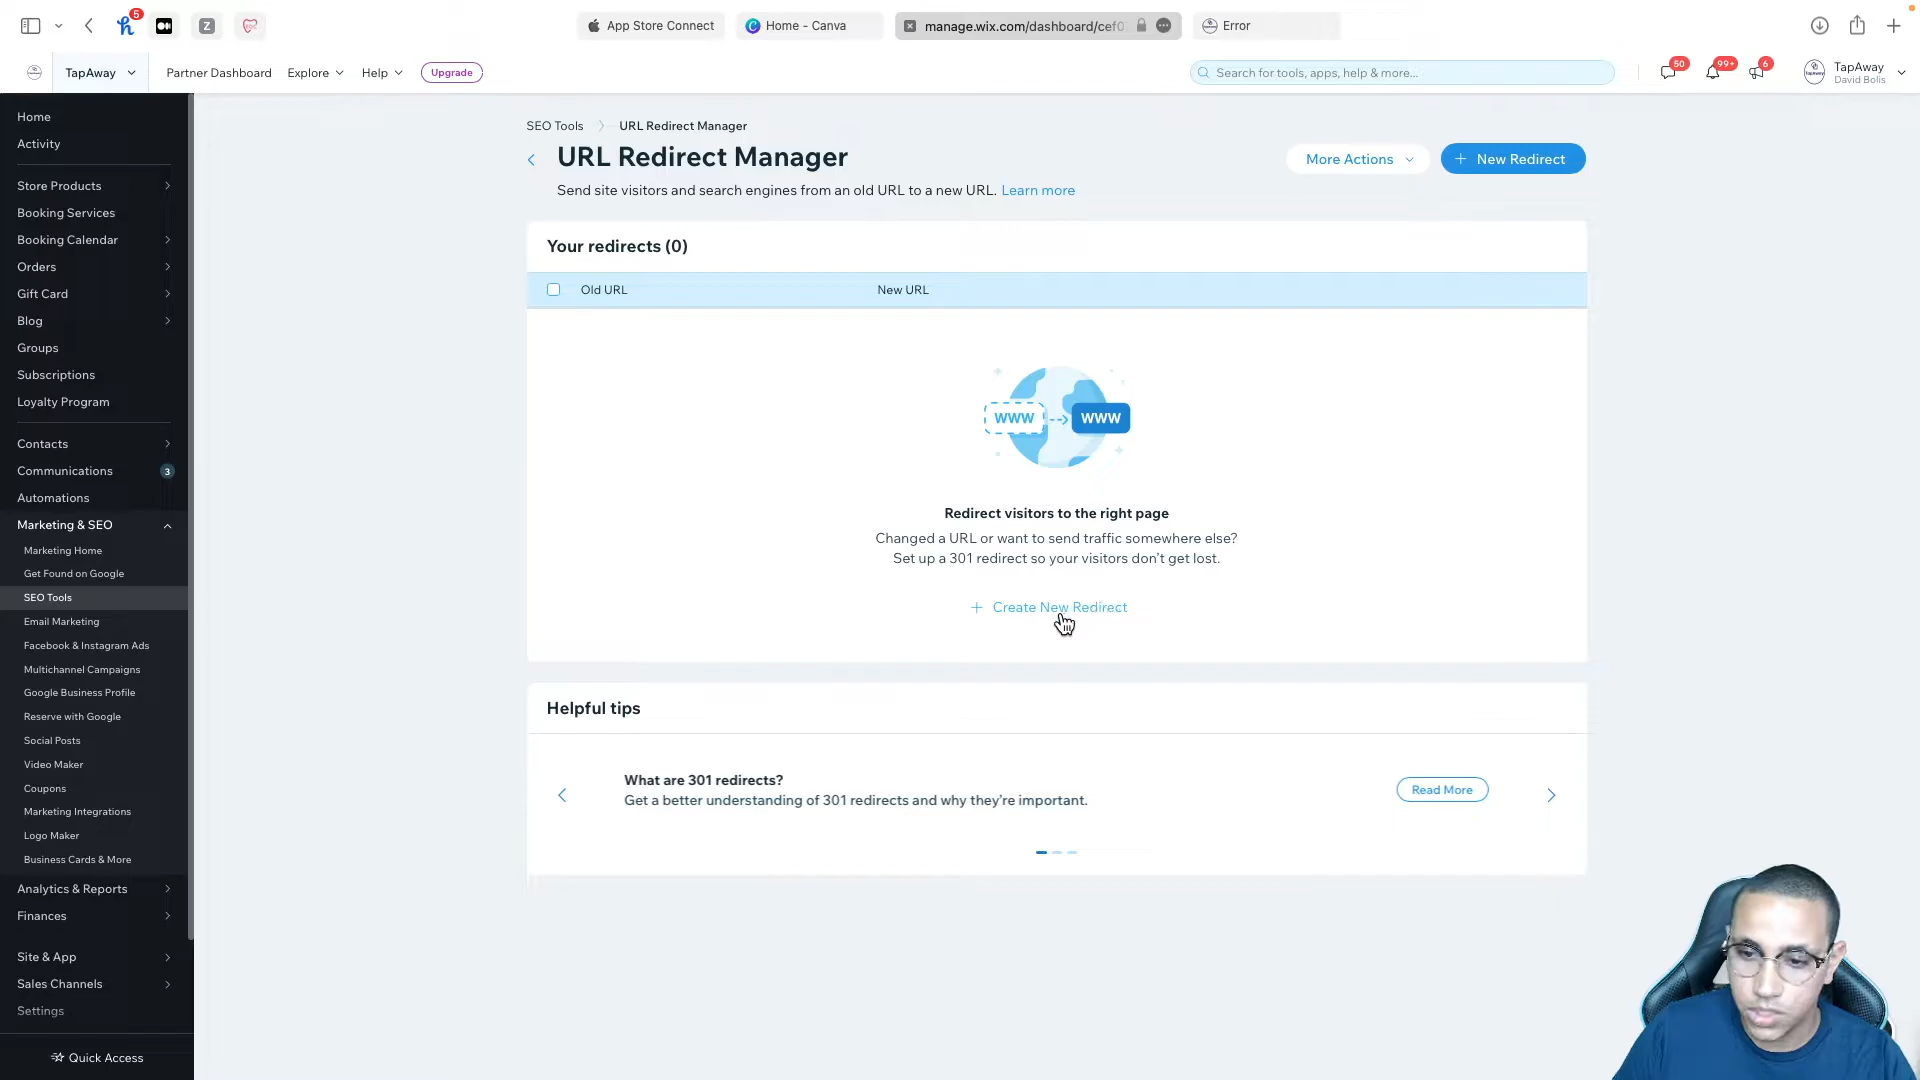 5
Z
App Store Connect
Home - Canva
manage.wix.com/dashboard/cef0
Error
TapAway
Partner Dashboard
Explore
Help
Upgrade
Search for tools, apps, help & more...
50
99+
6
TapAway
David Bolis
Home
Activity
Store Products
Booking Services
Booking Calendar
Orders
Gift Card
Blog
Groups
Subscriptions
Loyalty Program
Contacts
Communications
3
Automations
Marketing & SEO
Marketing Home
Get Found on Google
SEO Tools
Email Marketing
Facebook & Instagram Ads
Multichannel Campaigns
Google Business Profile
Reserve with Google
Social Posts
Video Maker
Coupons
Marketing Integrations
Logo Maker
Business Cards & More
Analytics & Reports
Finances
Site & App
Sales Channels
Settings
Quick Access
SEO Tools
URL Redirect Manager
URL Redirect Manager
More Actions
+ New Redirect
Send site visitors and search engines from an old URL to a new URL. Learn more
Your redirects (0)
Old URL
New URL
WWW
WWW
Redirect visitors to the right page
Changed a URL or want to send traffic somewhere else?
Set up a 301 redirect so your visitors don't get lost.
+ Create New Redirect
Helpful tips
What are 301 redirects?
Get a better understanding of 301 redirects and why they're important.
Read More